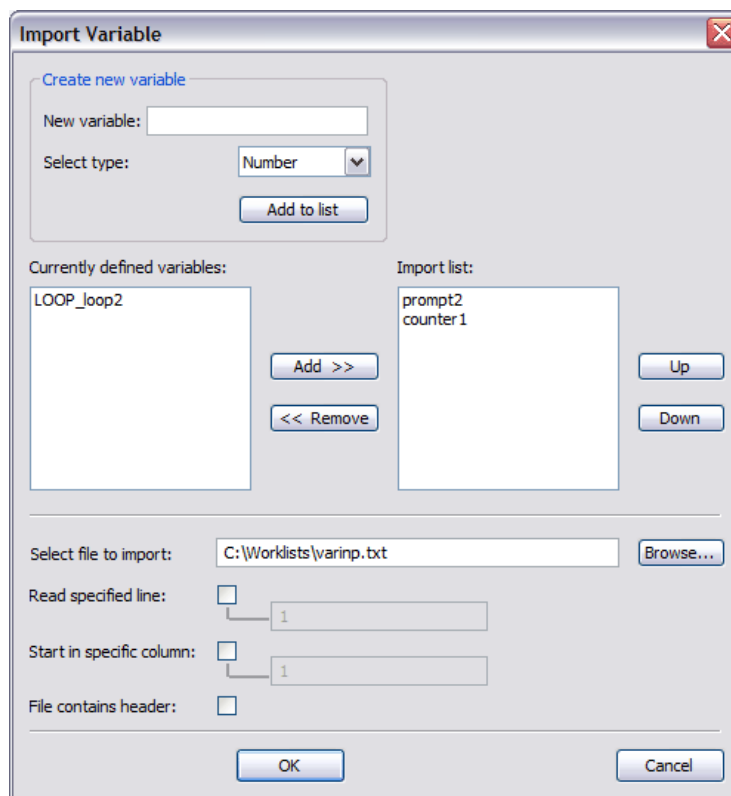 Import Variable
Create new variable
New variable:
Select type: Number
Add to list
Currently defined variables: Import list:
LOOP_loop2 prompt2
counter1
Add >> Up
<< Remove Down
Select file to import: C:\Worklists\varinp.txt Browse...
Read specified line:
1
Start in specific column:
1
File contains header:
OK Cancel